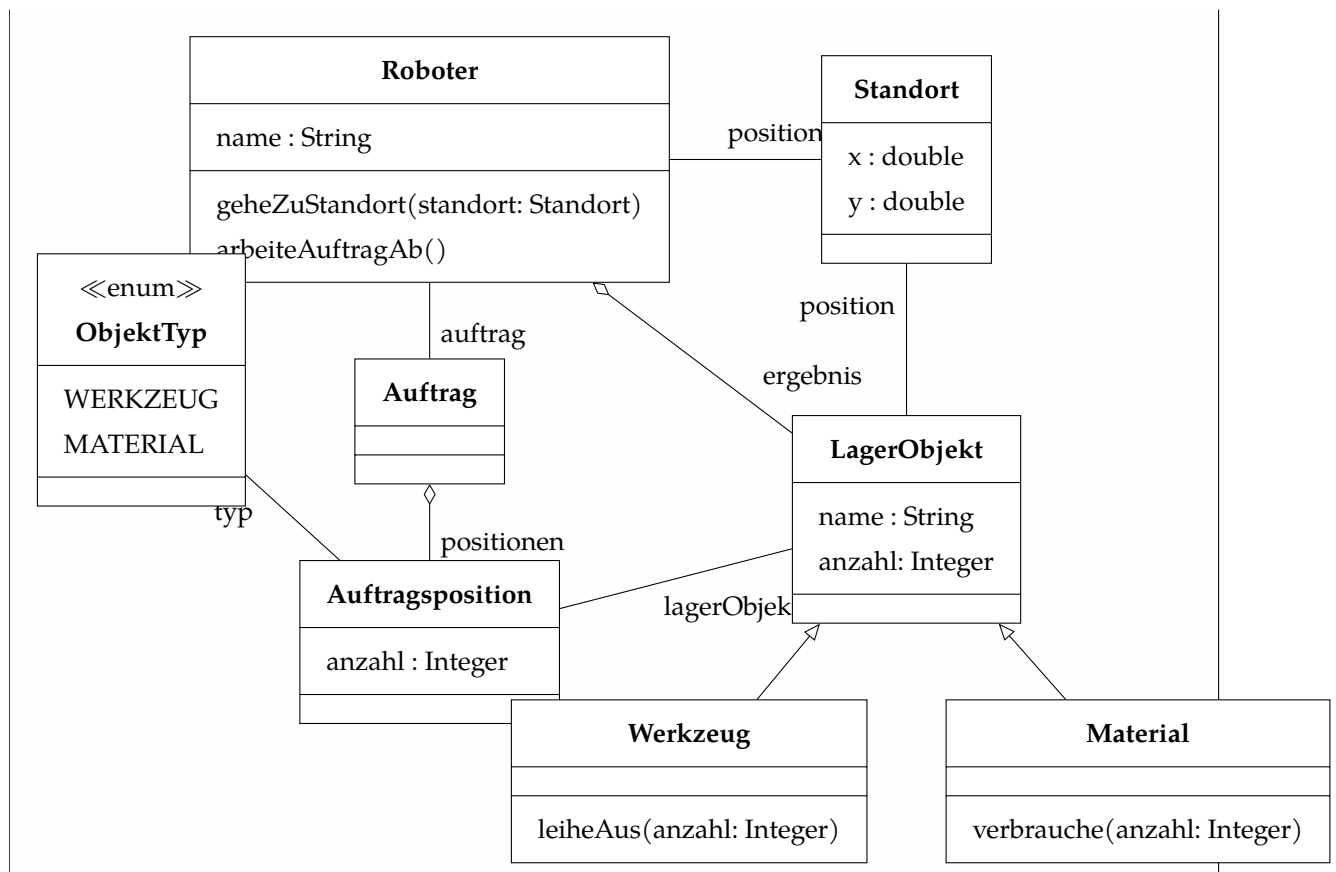 Roboter
name : String
geheZuStandort(standort: Standort)
arbeiteAuftragAb()
Standort
x : double
y : double
position
position
≪enum≫
ObjektTyp
WERKZEUG
MATERIAL
auftrag
Auftrag
ergebnis
LagerObjekt
name : String
anzahl: Integer
typ
positionen
Auftragsposition
anzahl : Integer
lagerObjek
Werkzeug
leiheAus(anzahl: Integer)
Material
verbrauche(anzahl: Integer)